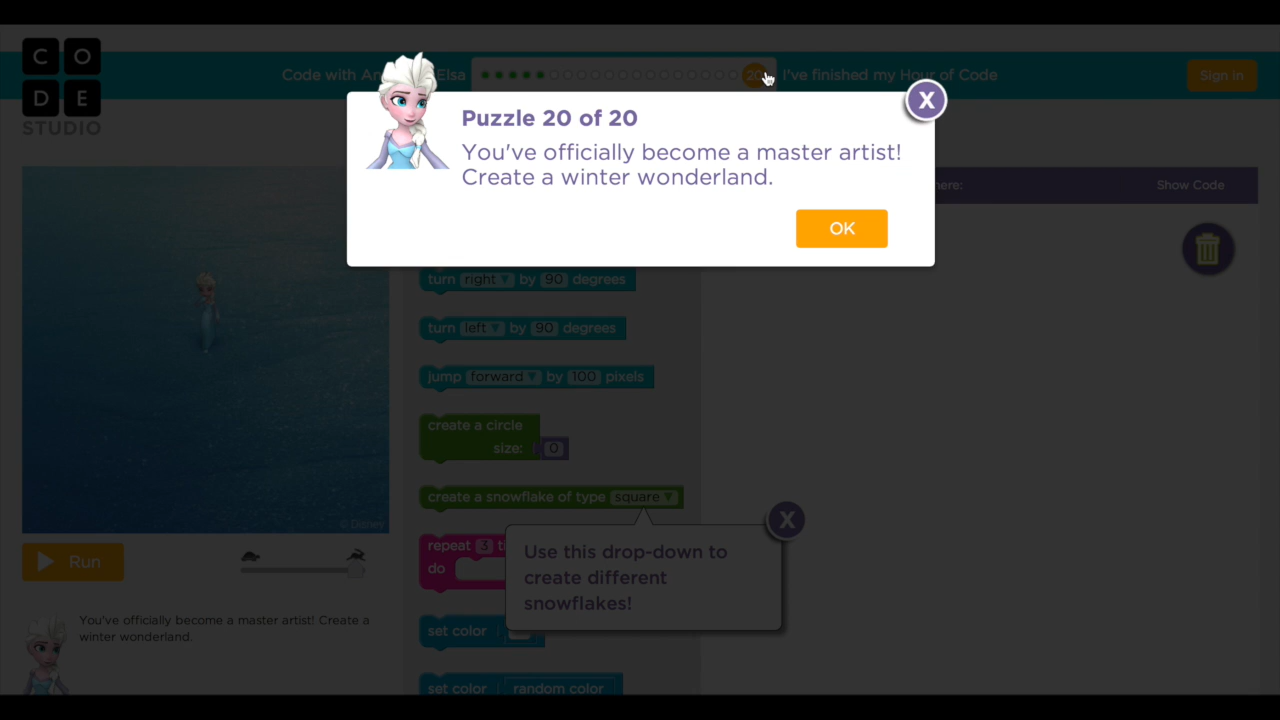 C O
D E
STUDIO
Code with An
Elsa
20
I've finished my Hour of Code
Sign in
X
Puzzle 20 of 20
You've officially become a master artist!
Create a winter wonderland.
OK
here:
Show Code
turn right by 90 degrees
turn left by 90 degrees
jump forward by 100 pixels
create a circle
size: 0
create a snowflake of type square
repeat 3 t
do
X
Use this drop-down to
create different
snowflakes!
set color
set color random color
© Disney
Run
You've officially become a master artist! Create a
winter wonderland.